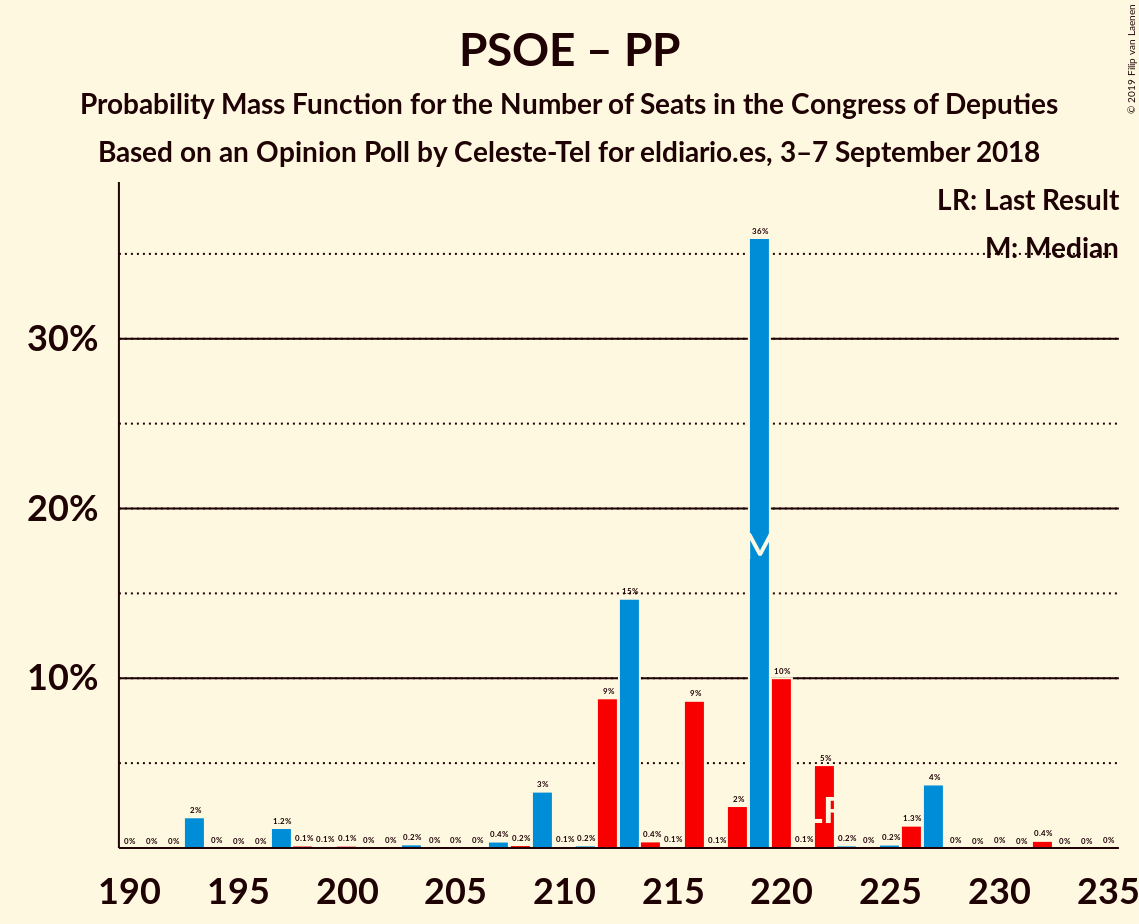 PSOE – PP
Probability Mass Function for the Number of Seats in the Congress of Deputies
Based on an Opinion Poll by Celeste-Tel for eldiario.es, 3–7 September 2018
© 2019 Filip van Laenen
LR: Last Result
M: Median
30%
20%
10%
0% 0% 0% 2% 0% 0% 0% 1.2% 0.1% 0.1% 0.1% 0% 0% 0.2% 0% 0% 0% 0.4% 0.2% 3% 0.1% 0.2% 9% 15% 0.4% 0.1% 9% 0.1% 2% 36% 10% 0.1% 5% 0.2% 0% 0.2% 1.3% 4% 0% 0% 0% 0% 0.4% 0% 0% 0%
M
LR
190 195 200 205 210 215 220 225 230 235